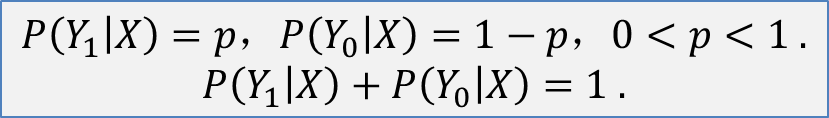 P(Y₁|X) = p,  P(Y₀|X) = 1 − p,  0 < p < 1 .
P(Y₁|X) + P(Y₀|X) = 1 .